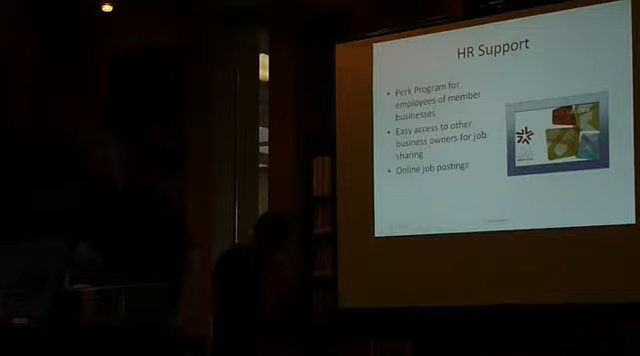 HR Support
• Perk Program for
employees of member
businesses
• Easy access to other
business owners for job
sharing
• Online job postings